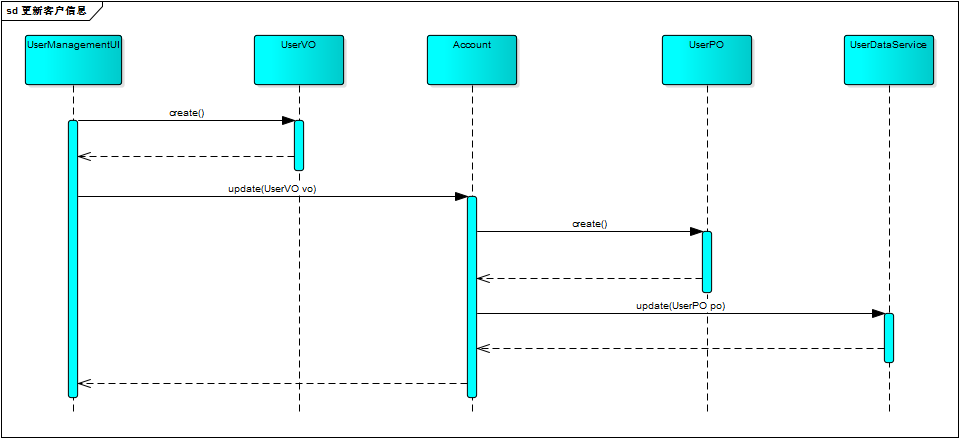 sd 更新客户信息
UserManagementUI
UserVO
Account
UserPO
UserDataService
create()
update(UserVO vo)
create()
update(UserPO po)